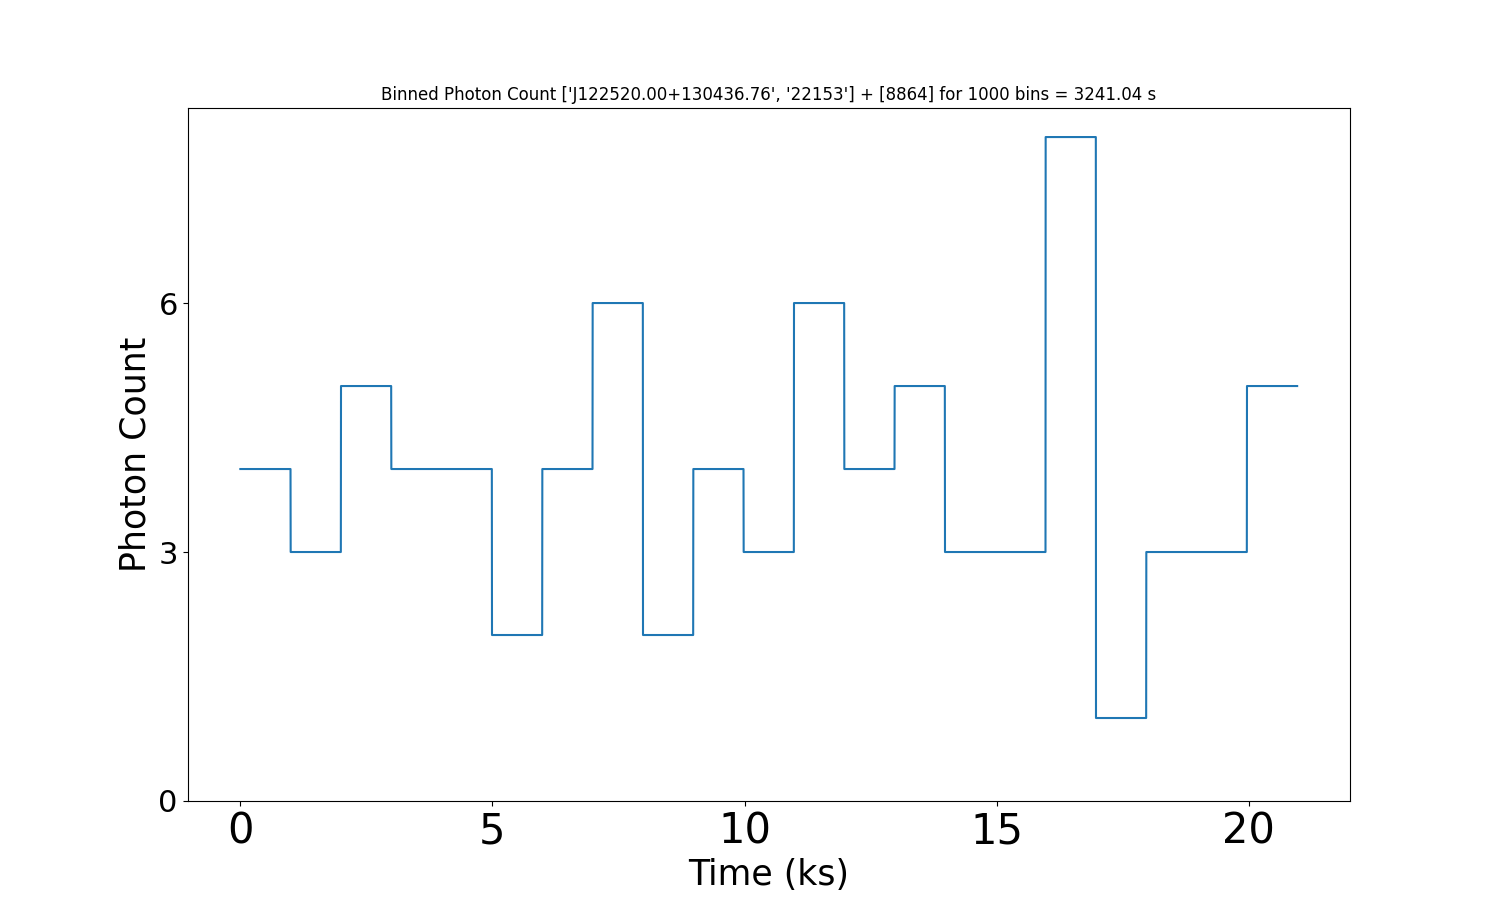 Binned Photon Count ['J122520.00+130436.76', '22153'] + [8864] for 1000 bins = 3241.04 s
Photon Count
6
3
0
0 5 10 15 20
Time (ks)